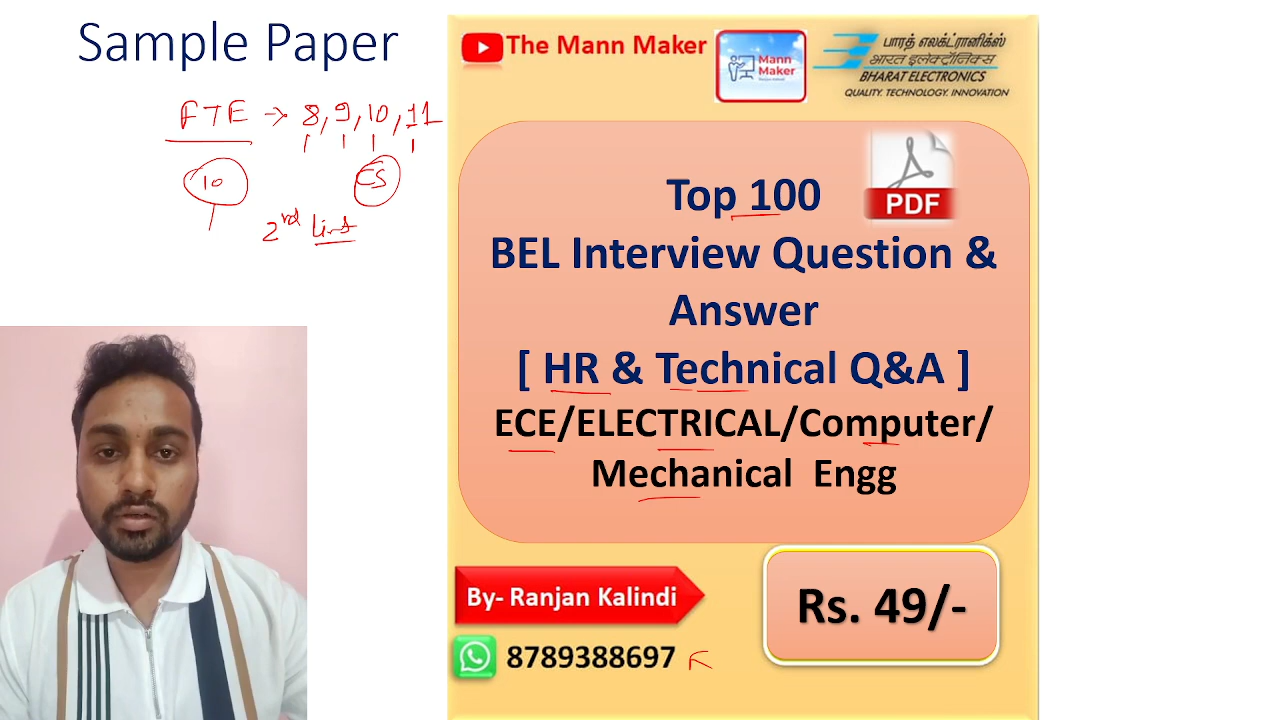 Sample Paper
FTE → 8, 9, 10, 11
10
CS
2nd list
The Mann Maker
Mann
Maker
பாரத் எலக்ட்ரானிக்ஸ்
भारत इलेक्ट्रॉनिक्स
BHARAT ELECTRONICS
QUALITY. TECHNOLOGY. INNOVATION
PDF
Top 100
BEL Interview Question &
Answer
[ HR & Technical Q&A ]
ECE/ELECTRICAL/Computer/
Mechanical Engg
By- Ranjan Kalindi
8789388697
Rs. 49/-